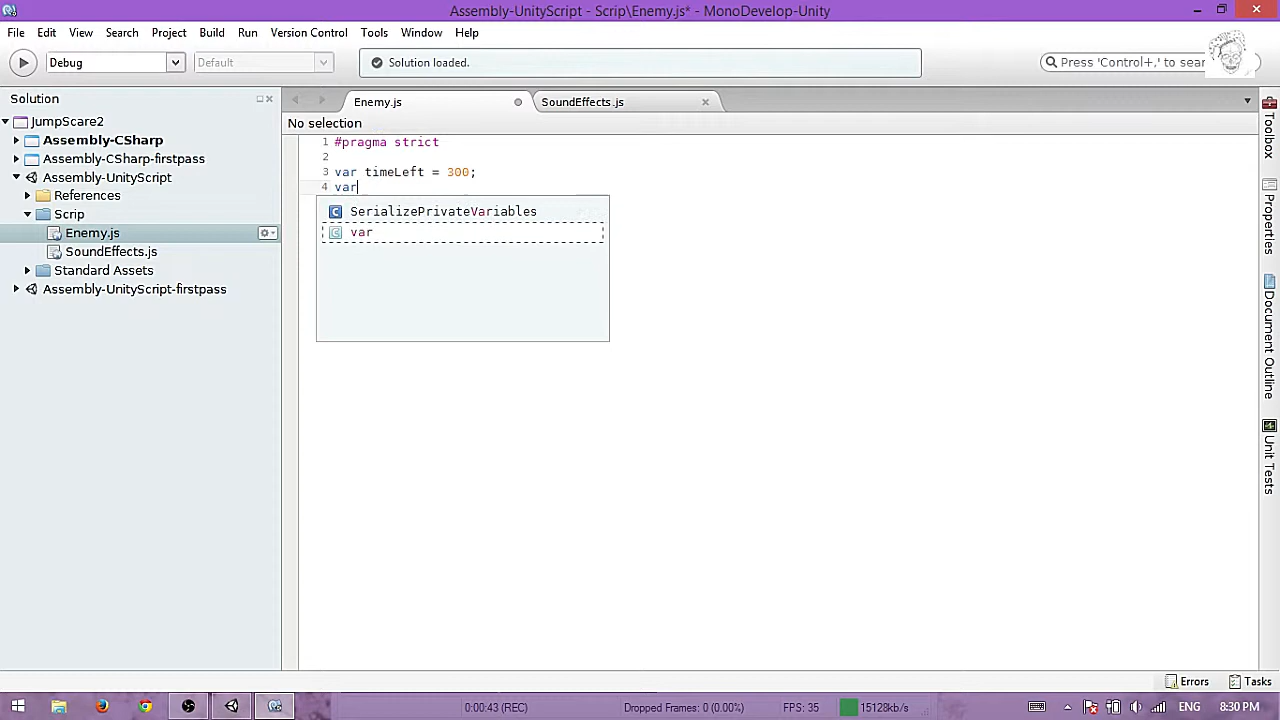 Assembly-UnityScript - Scrip\Enemy.js* - MonoDevelop-Unity
File Edit View Search Project Build Run Version Control Tools Window Help
Debug Default Solution loaded. Press 'Control+,' to sear
Solution
Enemy.js SoundEffects.js
No selection
JumpScare2
Assembly-CSharp
Assembly-CSharp-firstpass
Assembly-UnityScript
References
Scrip
Enemy.js
SoundEffects.js
Standard Assets
Assembly-UnityScript-firstpass
1 #pragma strict
2
3 var timeLeft = 300;
4 var
SerializePrivateVariables
var
Toolbox
Properties
Document Outline
Unit Tests
Errors Tasks
0:00:43 (REC) Dropped Frames: 0 (0.00%) FPS: 35 15128kb/s ENG 8:30 PM